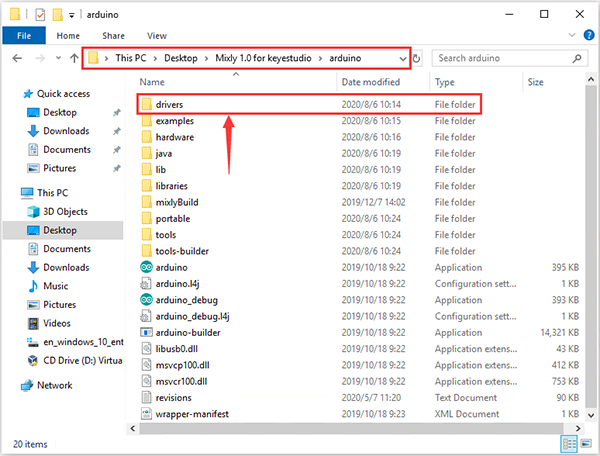 arduino
File Home Share View
This PC Desktop Mixly 1.0 for keyestudio arduino Search arduino
Name Date modified Type Size
Quick access
Desktop
Downloads
Documents
Pictures
This PC
3D Objects
Desktop
Documents
Downloads
Music
Pictures
Videos
en_windows_10_ent
CD Drive (D:) Virtua
Network
drivers 2020/8/6 10:14 File folder
examples 2020/8/6 10:15 File folder
hardware 2020/8/6 10:16 File folder
java 2020/8/6 10:19 File folder
lib 2020/8/6 10:19 File folder
libraries 2020/8/6 10:19 File folder
mixlyBuild 2019/12/7 14:02 File folder
portable 2020/8/6 10:24 File folder
tools 2020/8/6 10:24 File folder
tools-builder 2020/8/6 10:24 File folder
arduino 2019/10/18 9:22 Application 395 KB
arduino.l4j 2019/10/18 9:22 Configuration sett... 1 KB
arduino_debug 2019/10/18 9:22 Application 393 KB
arduino_debug.l4j 2019/10/18 9:22 Configuration sett... 1 KB
arduino-builder 2019/10/18 9:22 Application 14,321 KB
libusb0.dll 2019/10/18 9:22 Application extens... 43 KB
msvcp100.dll 2019/10/18 9:22 Application extens... 412 KB
msvcr100.dll 2019/10/18 9:22 Application extens... 753 KB
revisions 2020/5/7 11:20 Text Document 90 KB
wrapper-manifest 2019/10/18 9:23 XML Document 1 KB
20 items